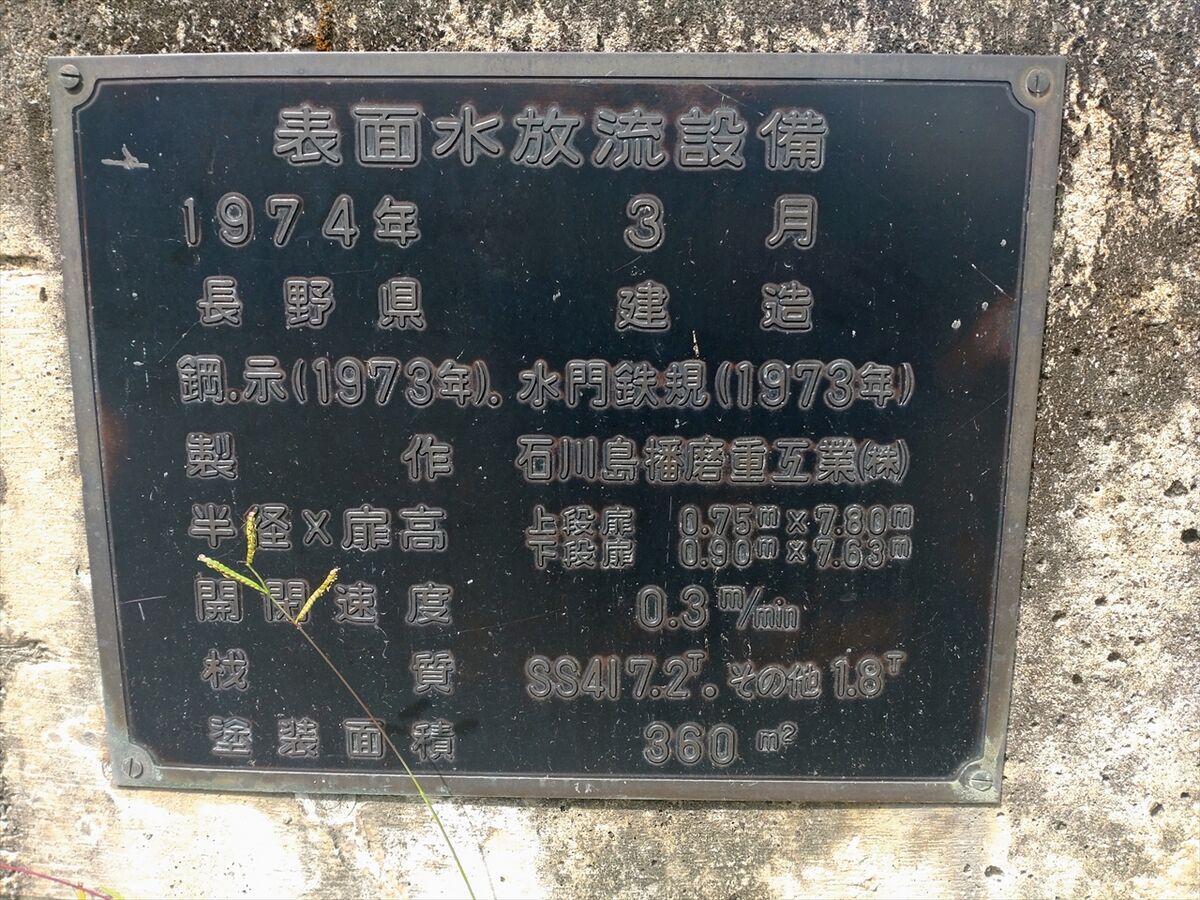 表面水放流設備
1974年 3月
長野県 建造
鋼.示(1973年). 水門鉄規(1973年)
製作 石川島播磨重工業(株)
半径×扉高 上段扉 0.75m×7.80m
下段扉 0.90m×7.63m
開閉速度 0.3m/min
材質 SS41 7.2T. その他 1.8T
塗装面積 360m²